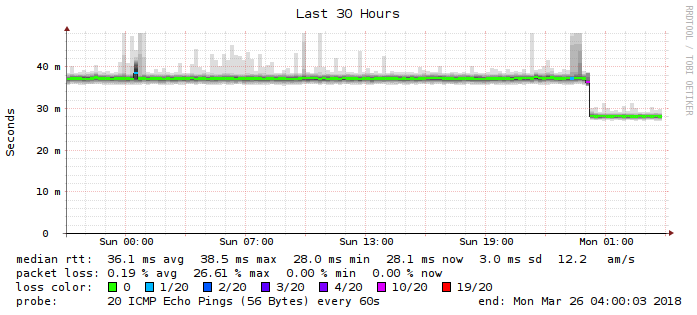 Last 30 Hours
RRDTOOL / TOBI OETIKER
Seconds
40 m
30 m
20 m
10 m
0
Sun 00:00 Sun 07:00 Sun 13:00 Sun 19:00 Mon 01:00
median rtt: 36.1 ms avg 38.5 ms max 28.0 ms min 28.1 ms now 3.0 ms sd 12.2 am/s
packet loss: 0.19 % avg 26.61 % max 0.00 % min 0.00 % now
loss color: 0 1/20 2/20 3/20 4/20 10/20 19/20
probe: 20 ICMP Echo Pings (56 Bytes) every 60s end: Mon Mar 26 04:00:03 2018